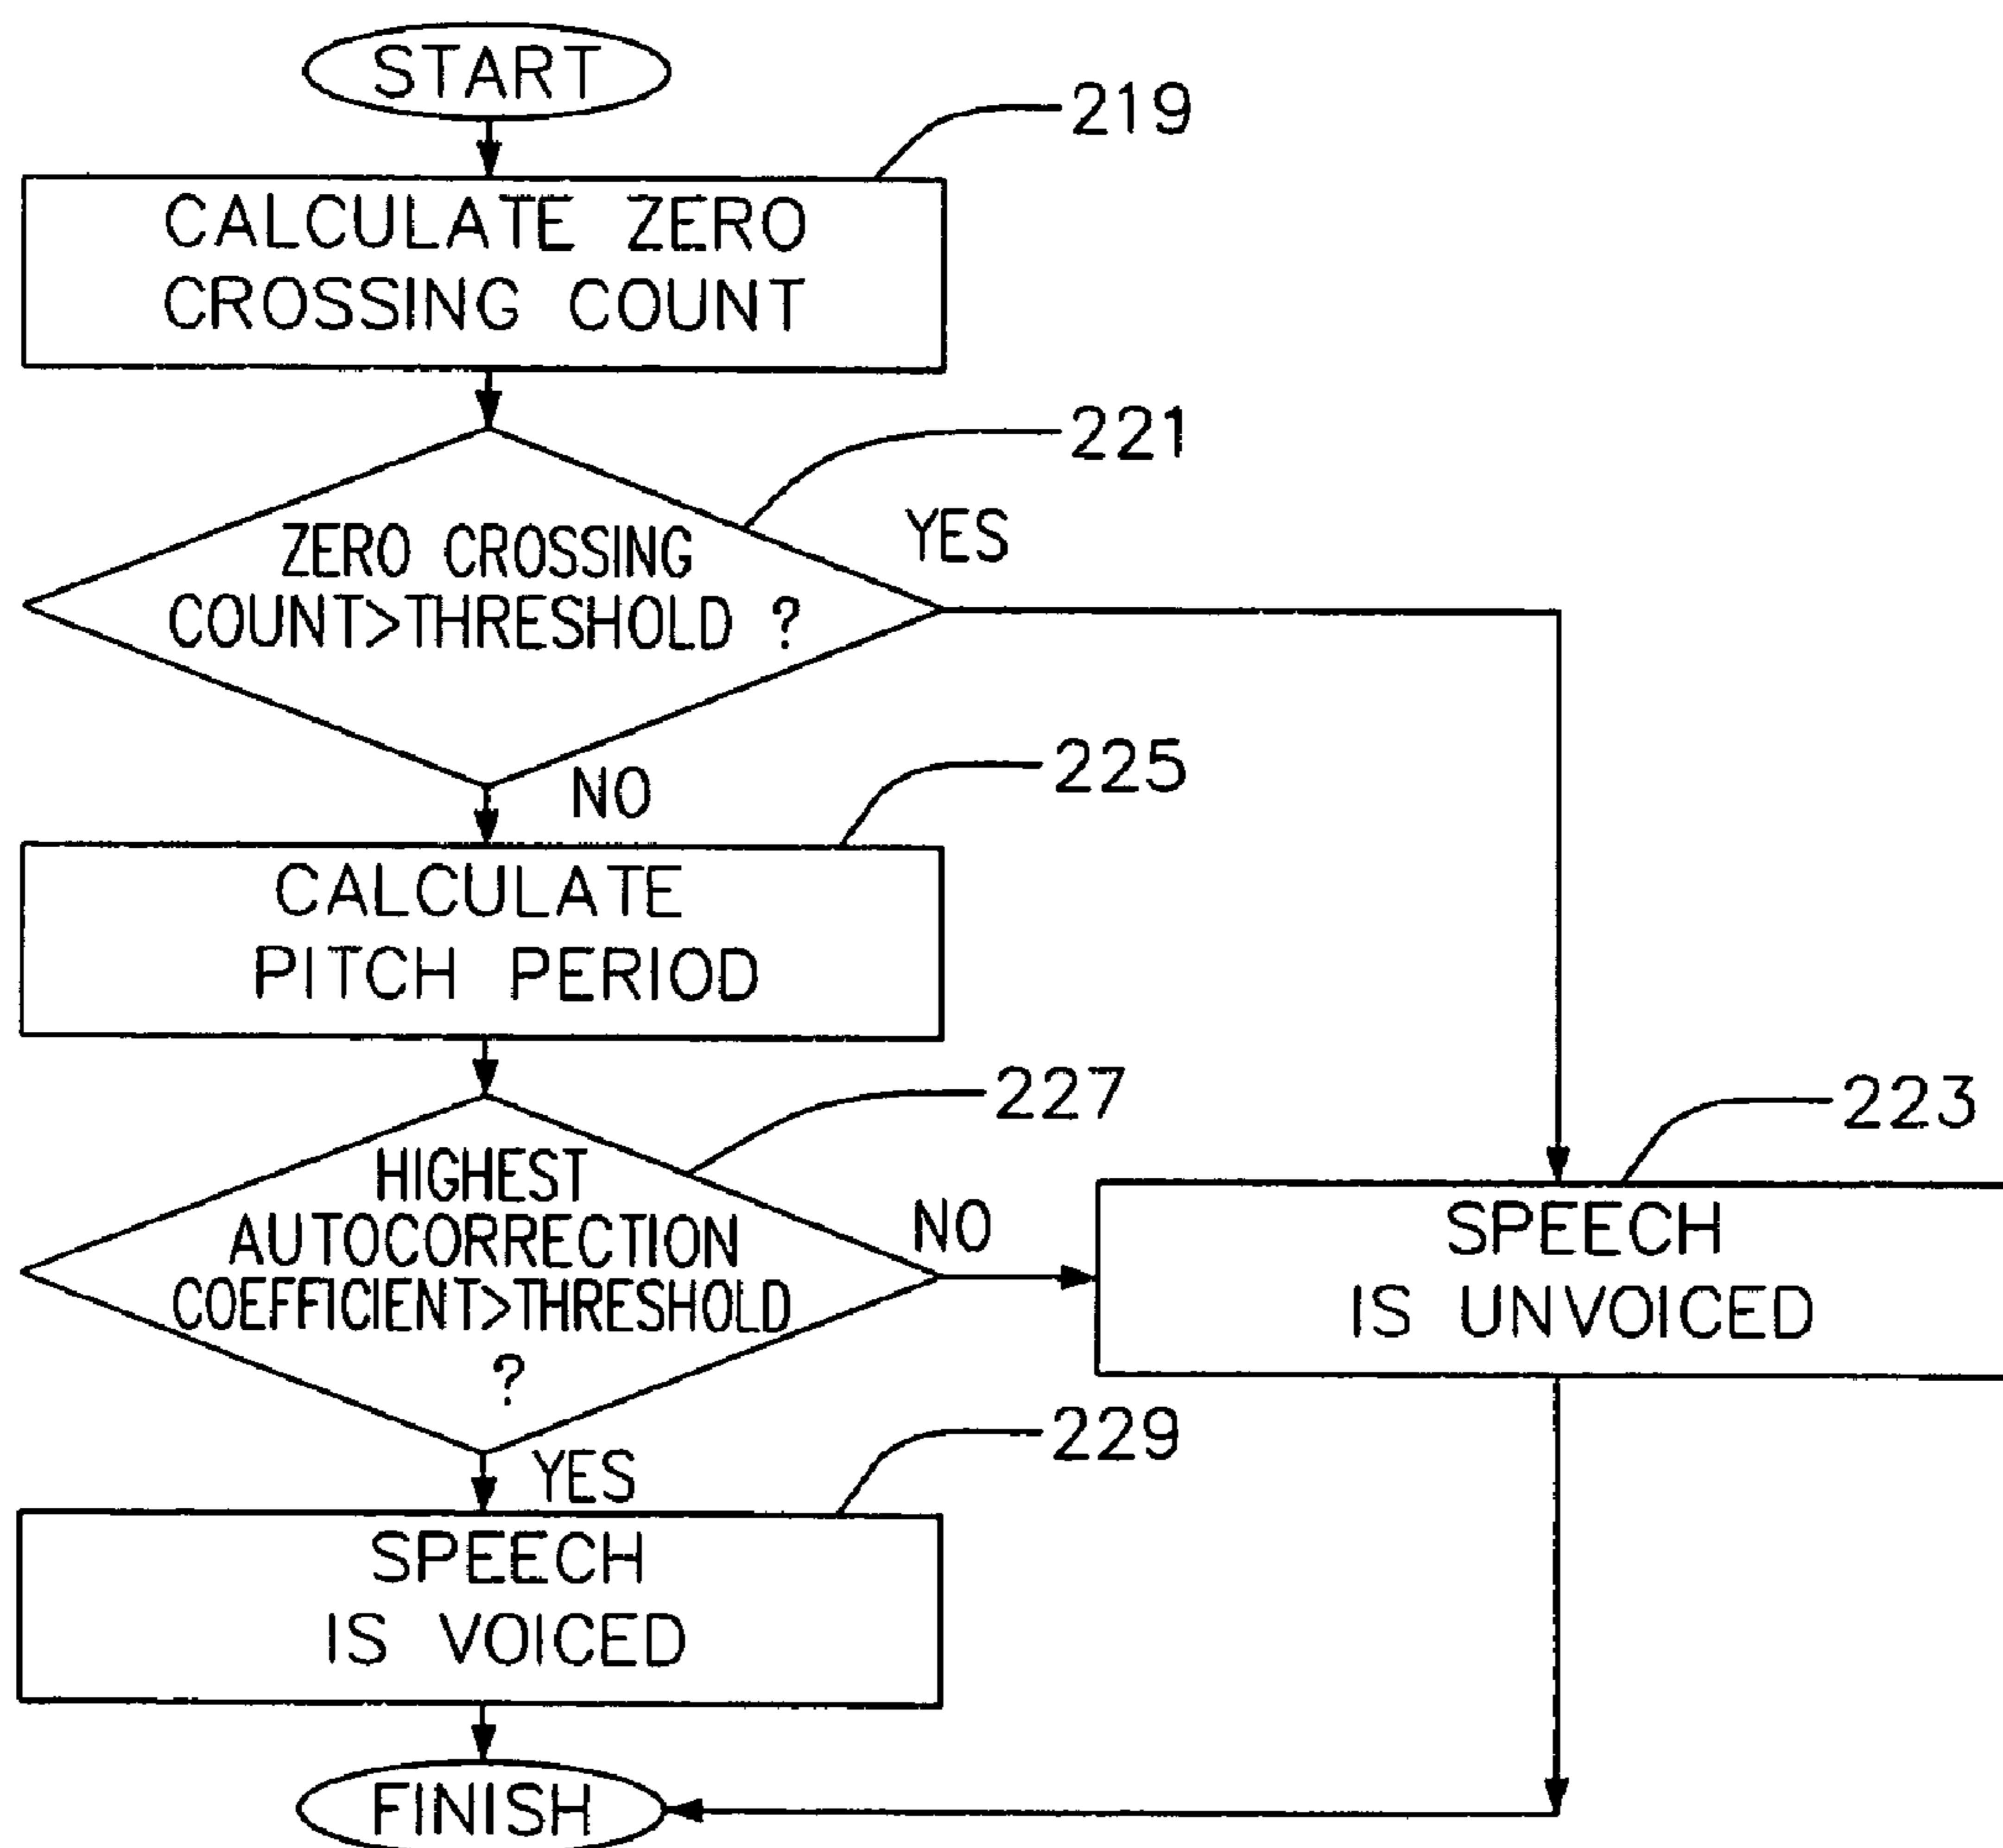 START
219
CALCULATE ZERO
CROSSING COUNT
221
YES
ZERO CROSSING
COUNT>THRESHOLD ?
225
NO
CALCULATE
PITCH PERIOD
227
223
HIGHEST
AUTOCORRECTION
COEFFICIENT>THRESHOLD
?
NO
SPEECH
IS UNVOICED
229
YES
SPEECH
IS VOICED
FINISH